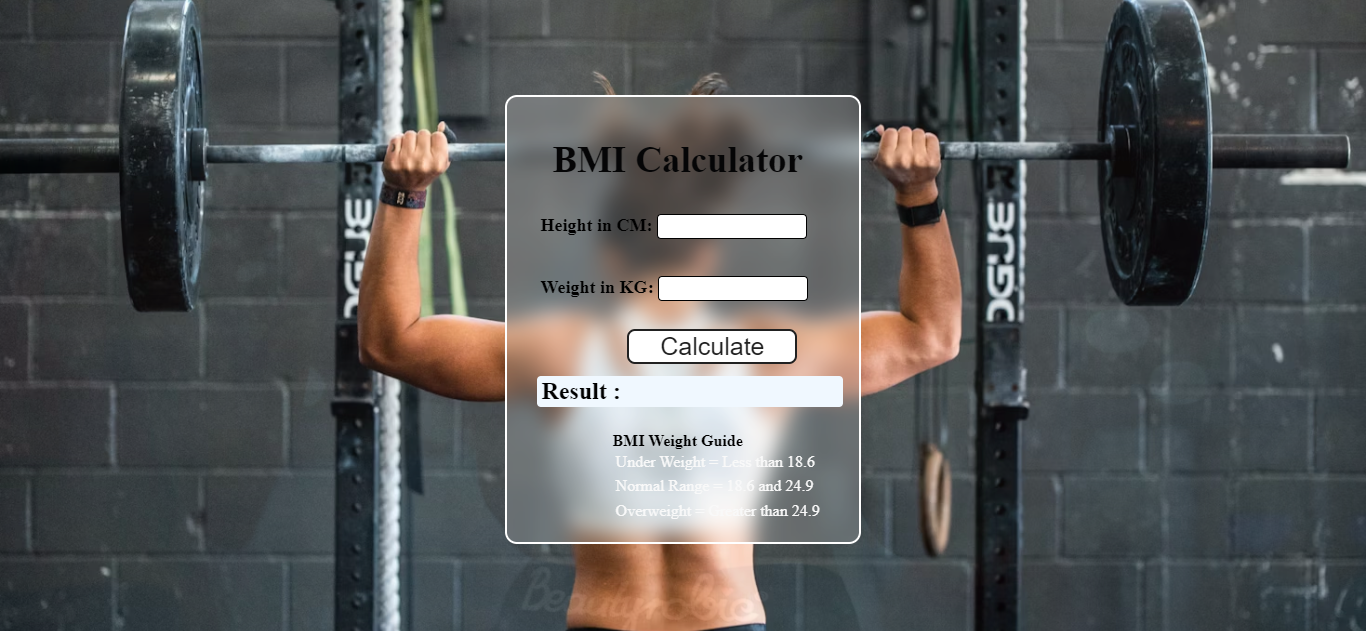 BMI Calculator
Height in CM:
Weight in KG:
Calculate
Result :
BMI Weight Guide
Under Weight = Less than 18.6
Normal Range = 18.6 and 24.9
Overweight = Greater than 24.9